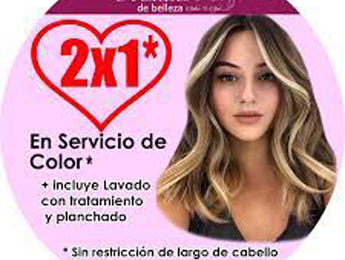 de belleza
2x1*
En Servicio de
Color*
+ incluye Lavado
con tratamiento
y planchado
* Sin restricción de largo de cabello